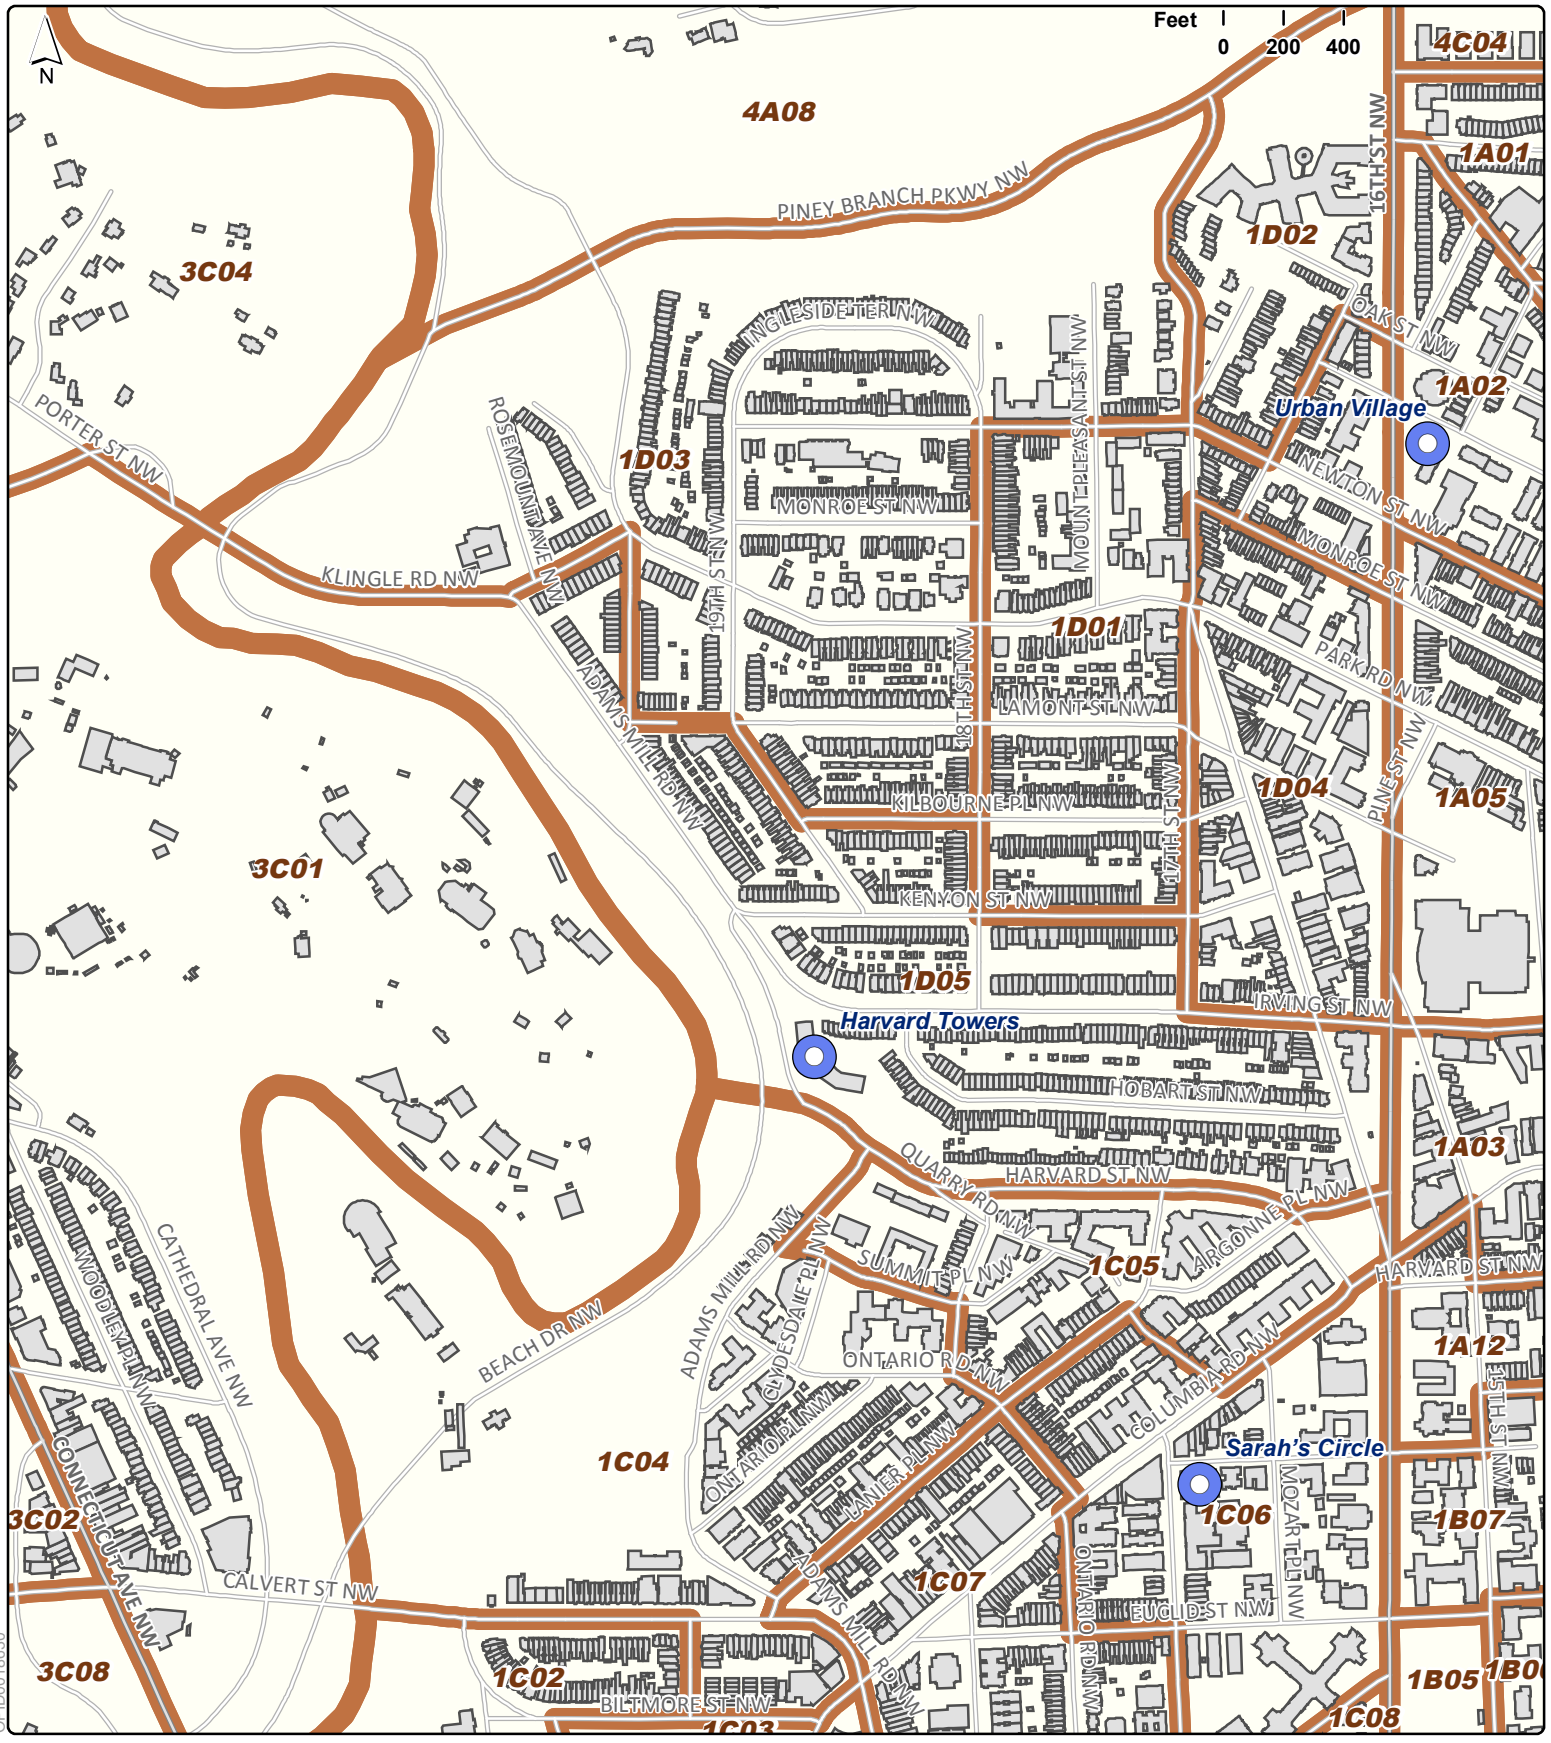 Feet
0 200 400
N
4C04
4A08
16TH ST NW
1A01
PINEY BRANCH PKWY NW
1D02
3C04
INGLESIDE TER NW
OAK ST NW
MOUNT PLEASANT ST NW
1A02
PORTER ST NW
ROSEMOUNT AVE NW
Urban Village
1D03
NEWTON ST NW
MONROE ST NW
MONROE ST NW
KLINGLE RD NW
19TH ST NW
1D01
PARK RD NW
18TH ST NW
ADAMS MILL RD NW
LAMONT ST NW
PINE ST NW
1D04
1A05
KILBOURNE PL NW
17TH ST NW
3C01
KENYON ST NW
1D05
IRVING ST NW
Harvard Towers
HOBART ST NW
1A03
QUARRY RD NW
HARVARD ST NW
ARGONNE PL NW
CATHEDRAL AVE NW
WOODLEY PL NW
ADAMS MILL RD NW
CLYDESDALE PL NW
SUMMIT PL NW
1C05
HARVARD ST NW
BEACH DR NW
1A12
ONTARIO RD NW
COLUMBIA RD NW
15TH ST NW
ONTARIO PL NW
LANIER PL NW
Sarah's Circle
CONNECTICUT AVE NW
1C04
MOZART PL NW
1C06
3C02
1B07
ADAMS MILL RD NW
ONTARIO RD NW
1C07
CALVERT ST NW
EUCLID ST NW
3C08
1C02
1B05
BILTMORE ST NW
1C03
1C08